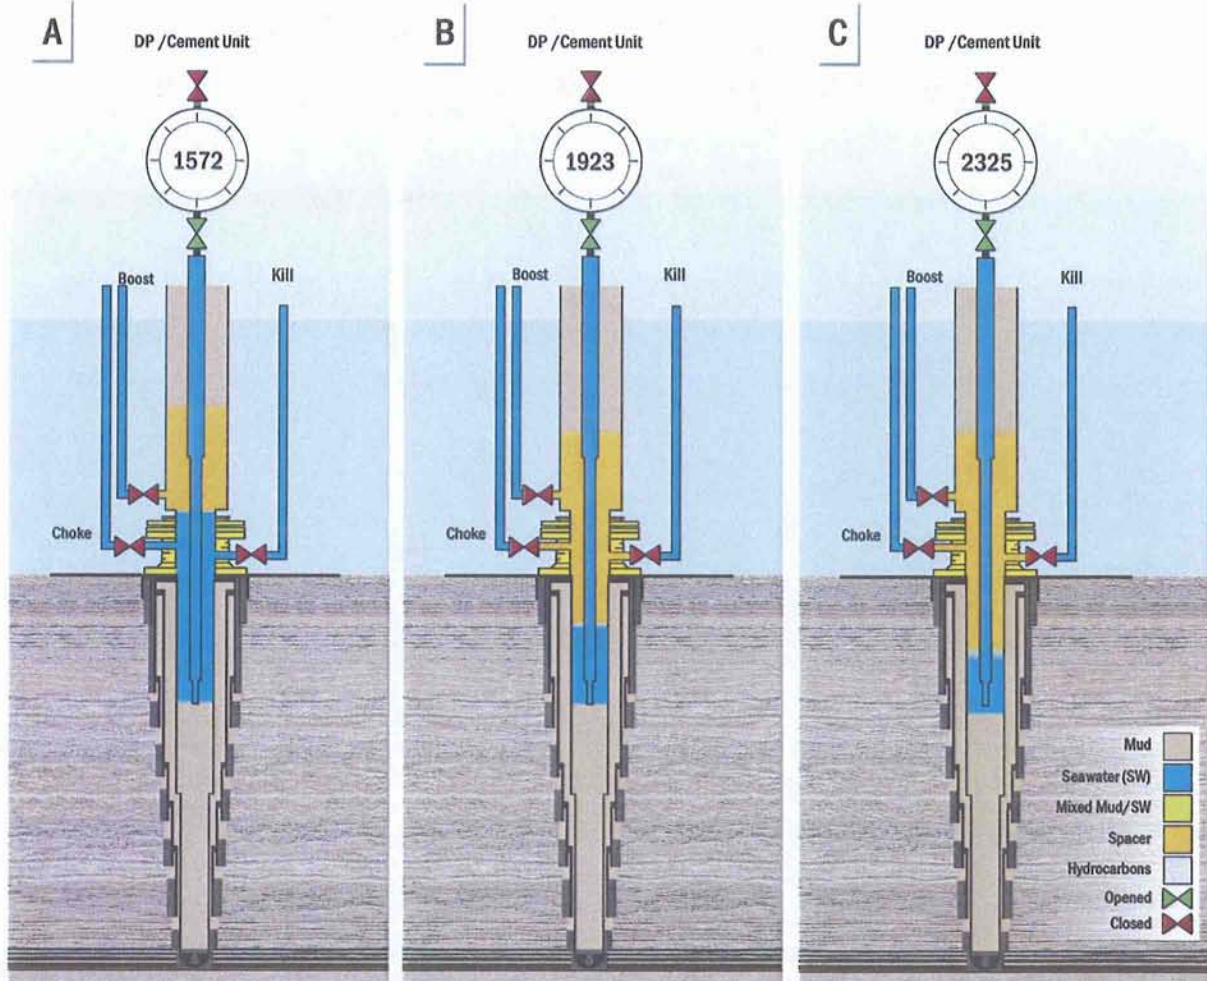 A
DP /Cement Unit
1572
Boost
Kill
Choke
B
DP /Cement Unit
1923
Boost
Kill
Choke
C
DP /Cement Unit
2325
Boost
Kill
Choke
Mud
Seawater (SW)
Mixed Mud/SW
Spacer
Hydrocarbons
Opened
Closed